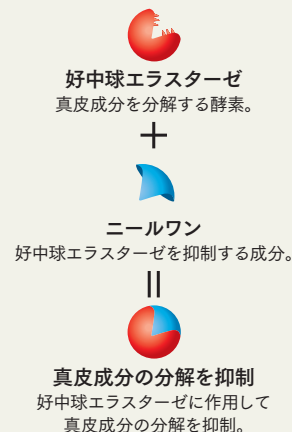 好中球エラスターゼ
真皮成分を分解する酵素。
＋
ニールワン
好中球エラスターゼを抑制する成分。
＝
真皮成分の分解を抑制
好中球エラスターゼに作用して
真皮成分の分解を抑制。